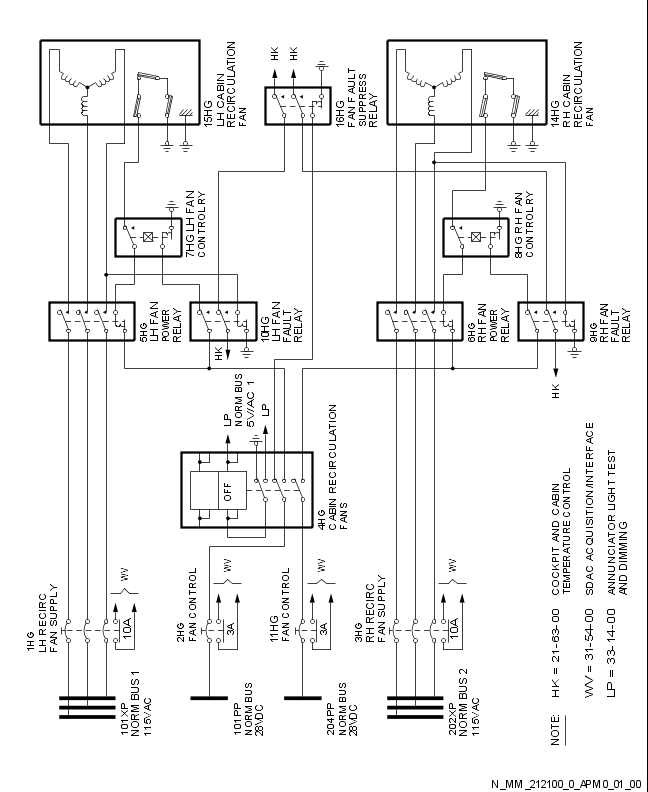 15HG
LH CABIN
RECIRCULATION
FAN
HK
HK
16HG
FAN FAULT
SUPPRESS
RELAY
14HG
RH CABIN
RECIRCULATION
FAN
7HG LH FAN
CONTROL RY
8HG RH FAN
CONTROL RY
5HG
LH FAN
POWER
RELAY
HK
10HG
LH FAN
FAULT
RELAY
6HG
RH FAN
POWER
RELAY
HK
9HG
RH FAN
FAULT
RELAY
LP
NORM BUS
5V/AC 1
LP
OFF
4HG
CABIN RECIRCULATION
FANS
1HG
LH RECIRC
FAN SUPPLY
10A
WV
2HG
FAN CONTROL
3A
WV
11HG
FAN CONTROL
3A
WV
3HG
RH RECIRC
FAN SUPPLY
10A
WV
101XP
NORM BUS 1
115VAC
101PP
NORM BUS
28VDC
204PP
NORM BUS
28VDC
202XP
NORM BUS 2
115VAC
NOTE:
HK = 21-63-00 COCKPIT AND CABIN
TEMPERATURE CONTROL
WV = 31-54-00 SDAC ACQUISITION/INTERFACE
LP = 33-14-00 ANNUNCIATOR LIGHT TEST
AND DIMMING
N_MM_212100_0_APM0_01_00